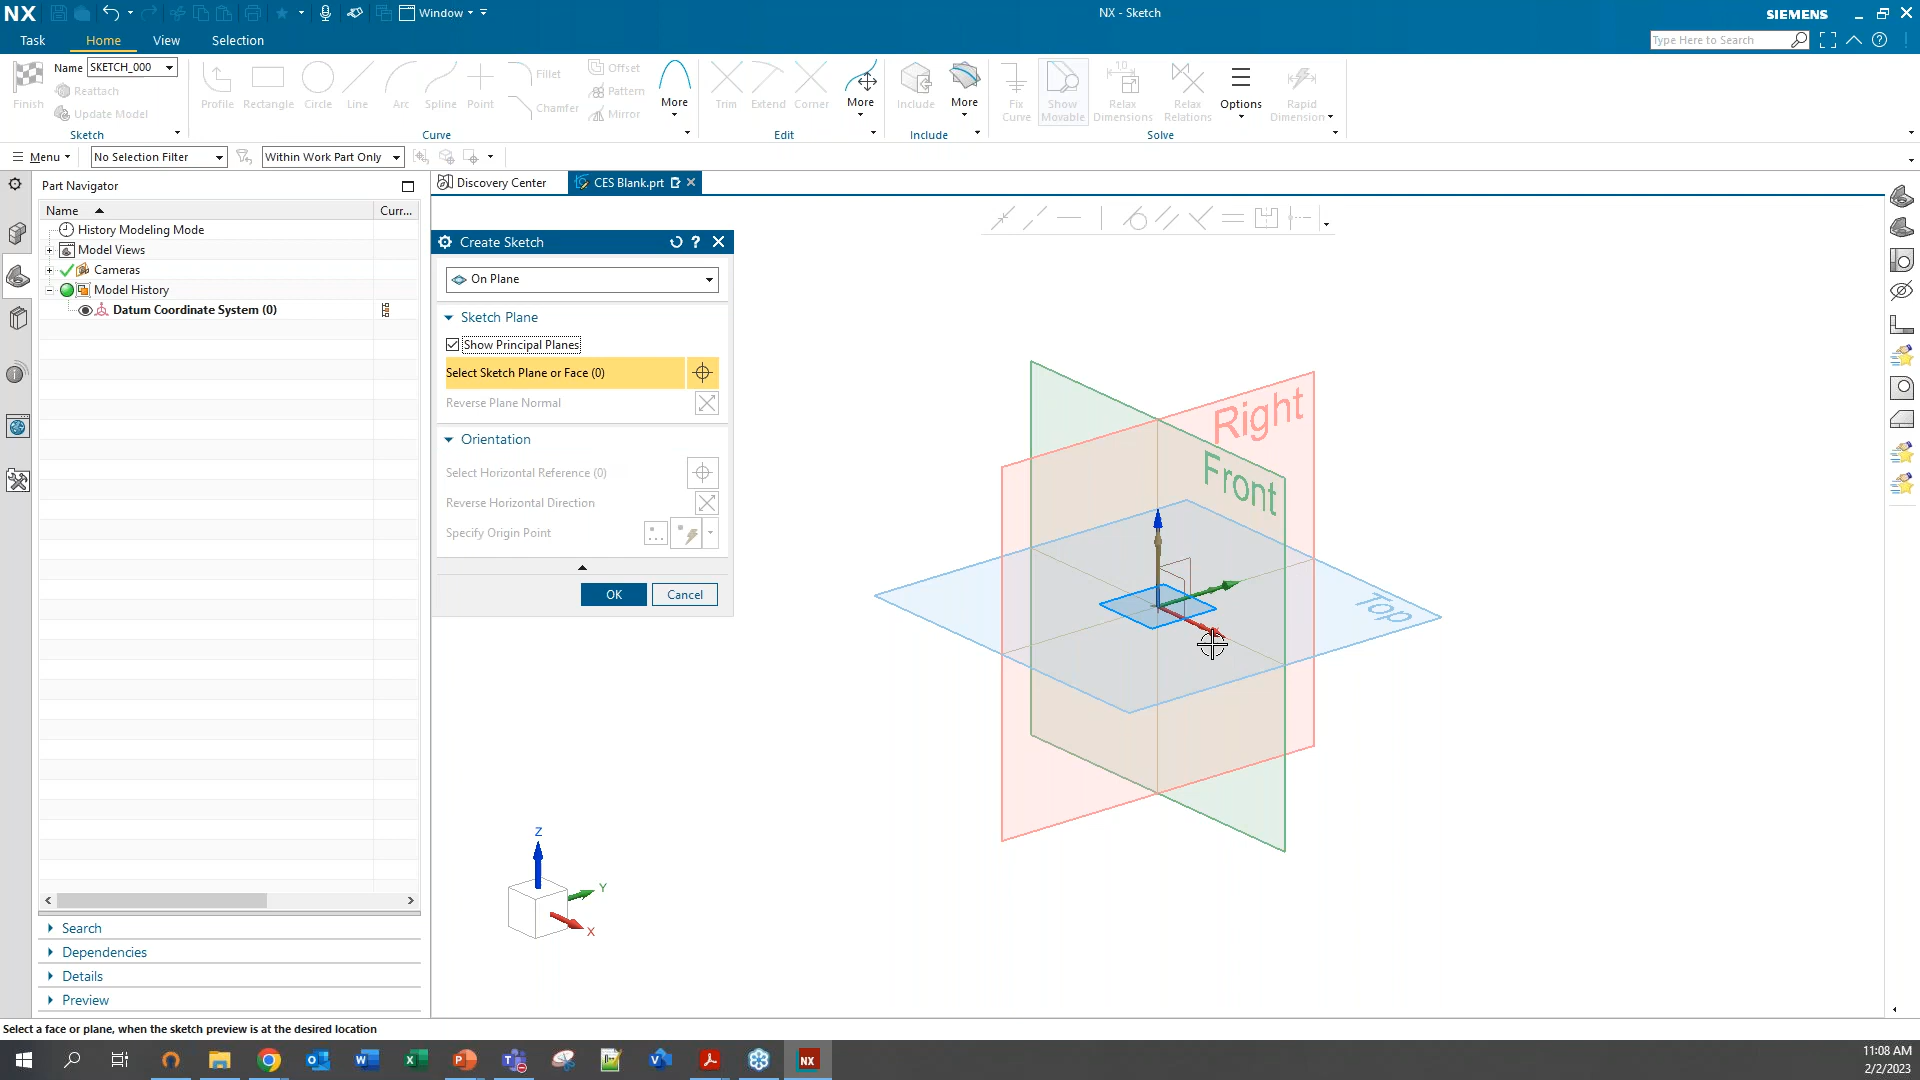 NX
Window
NX - Sketch
SIEMENS
Task
Home
View
Selection
Type Here to Search
Name
SKETCH_000
Finish
Reattach
Update Model
Sketch
Profile
Rectangle
Circle
Line
Arc
Spline
Point
Fillet
Chamfer
Offset
Pattern
Mirror
More
Curve
Trim
Extend
Corner
More
Edit
Include
More
Include
Fix
Curve
Show
Movable
1.0
Relax
Dimensions
Relax
Relations
Options
Rapid
Dimension
Solve
Menu
No Selection Filter
Within Work Part Only
Part Navigator
Name
Curr...
History Modeling Mode
Model Views
Cameras
Model History
Datum Coordinate System (0)
Search
Dependencies
Details
Preview
Discovery Center
CES Blank.prt
Create Sketch
On Plane
Sketch Plane
Show Principal Planes
Select Sketch Plane or Face (0)
Reverse Plane Normal
Orientation
Select Horizontal Reference (0)
Reverse Horizontal Direction
Specify Origin Point
OK
Cancel
Right
Front
Top
Z
Y
X
Select a face or plane, when the sketch preview is at the desired location
NX
11:08 AM
2/2/2023